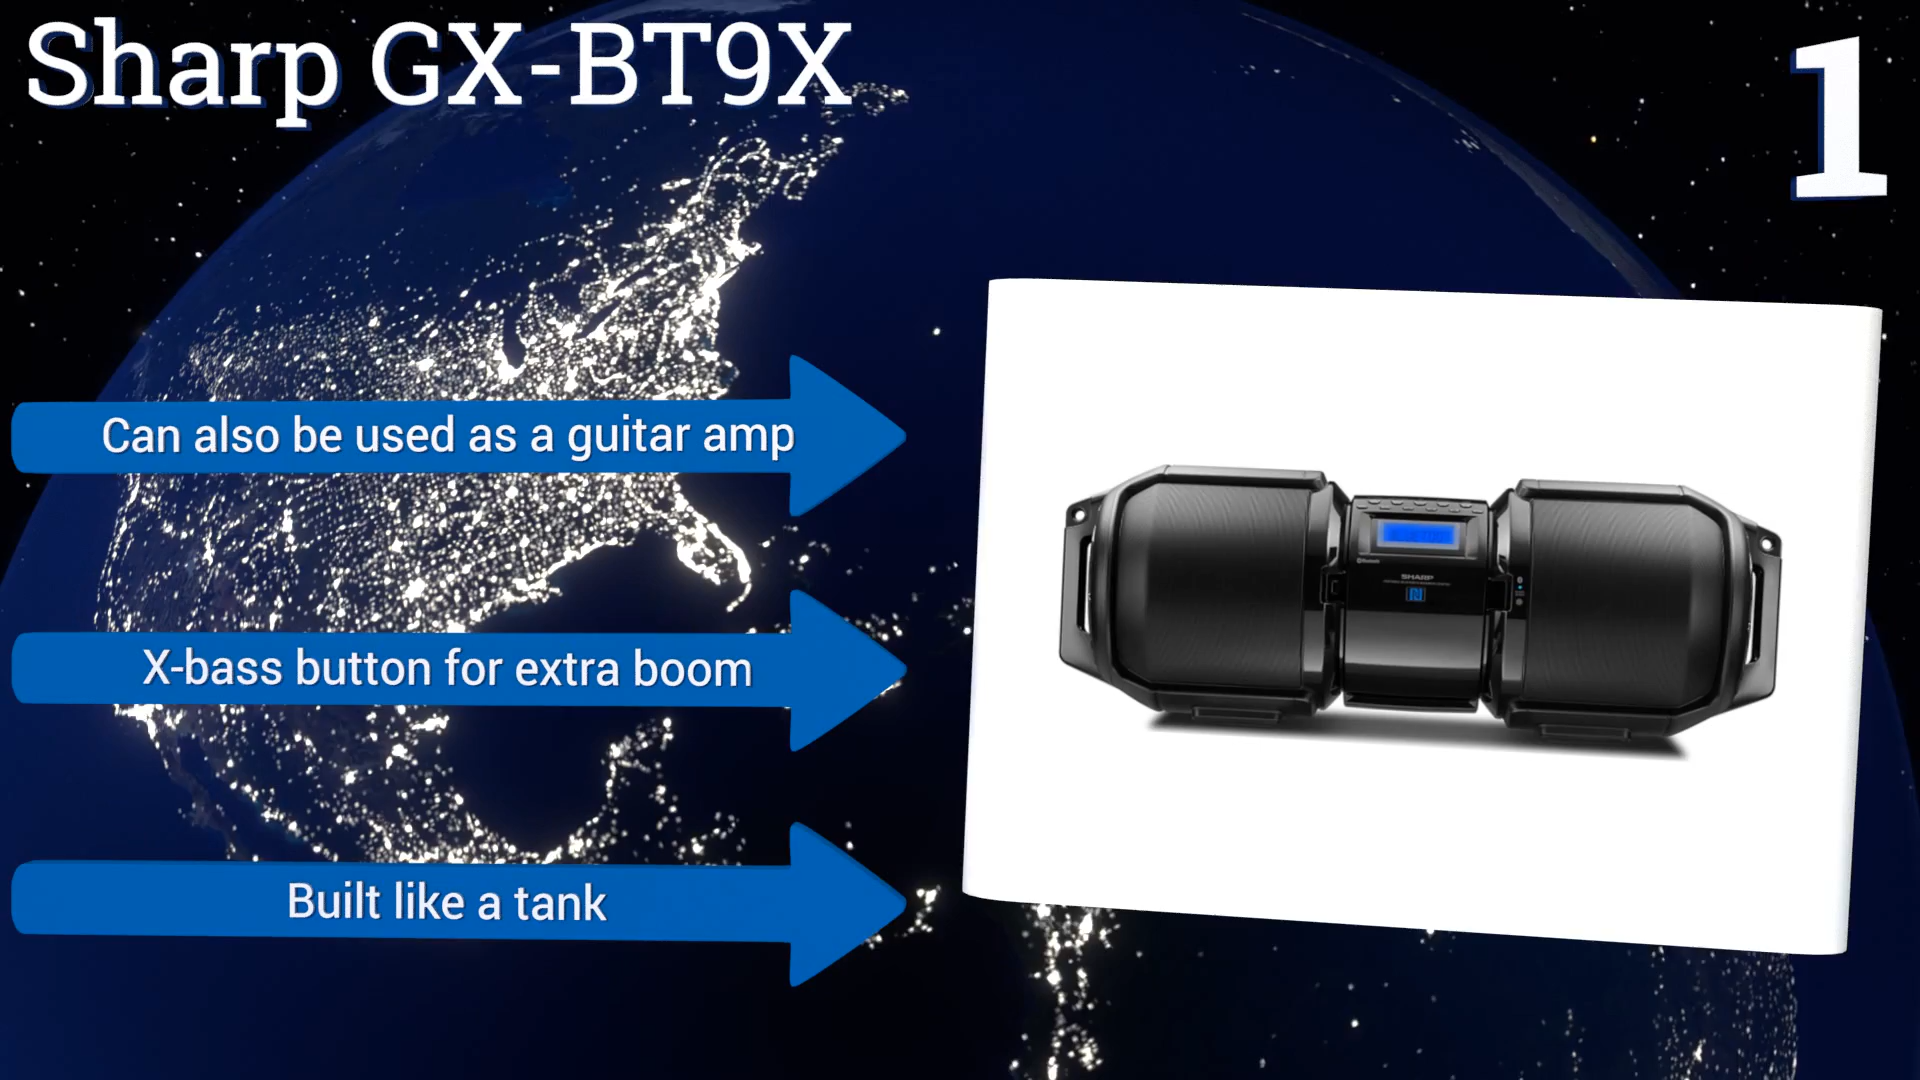 Sharp GX-BT9X
1
Can also be used as a guitar amp
X-bass button for extra boom
Built like a tank
Bluetooth
SHARP